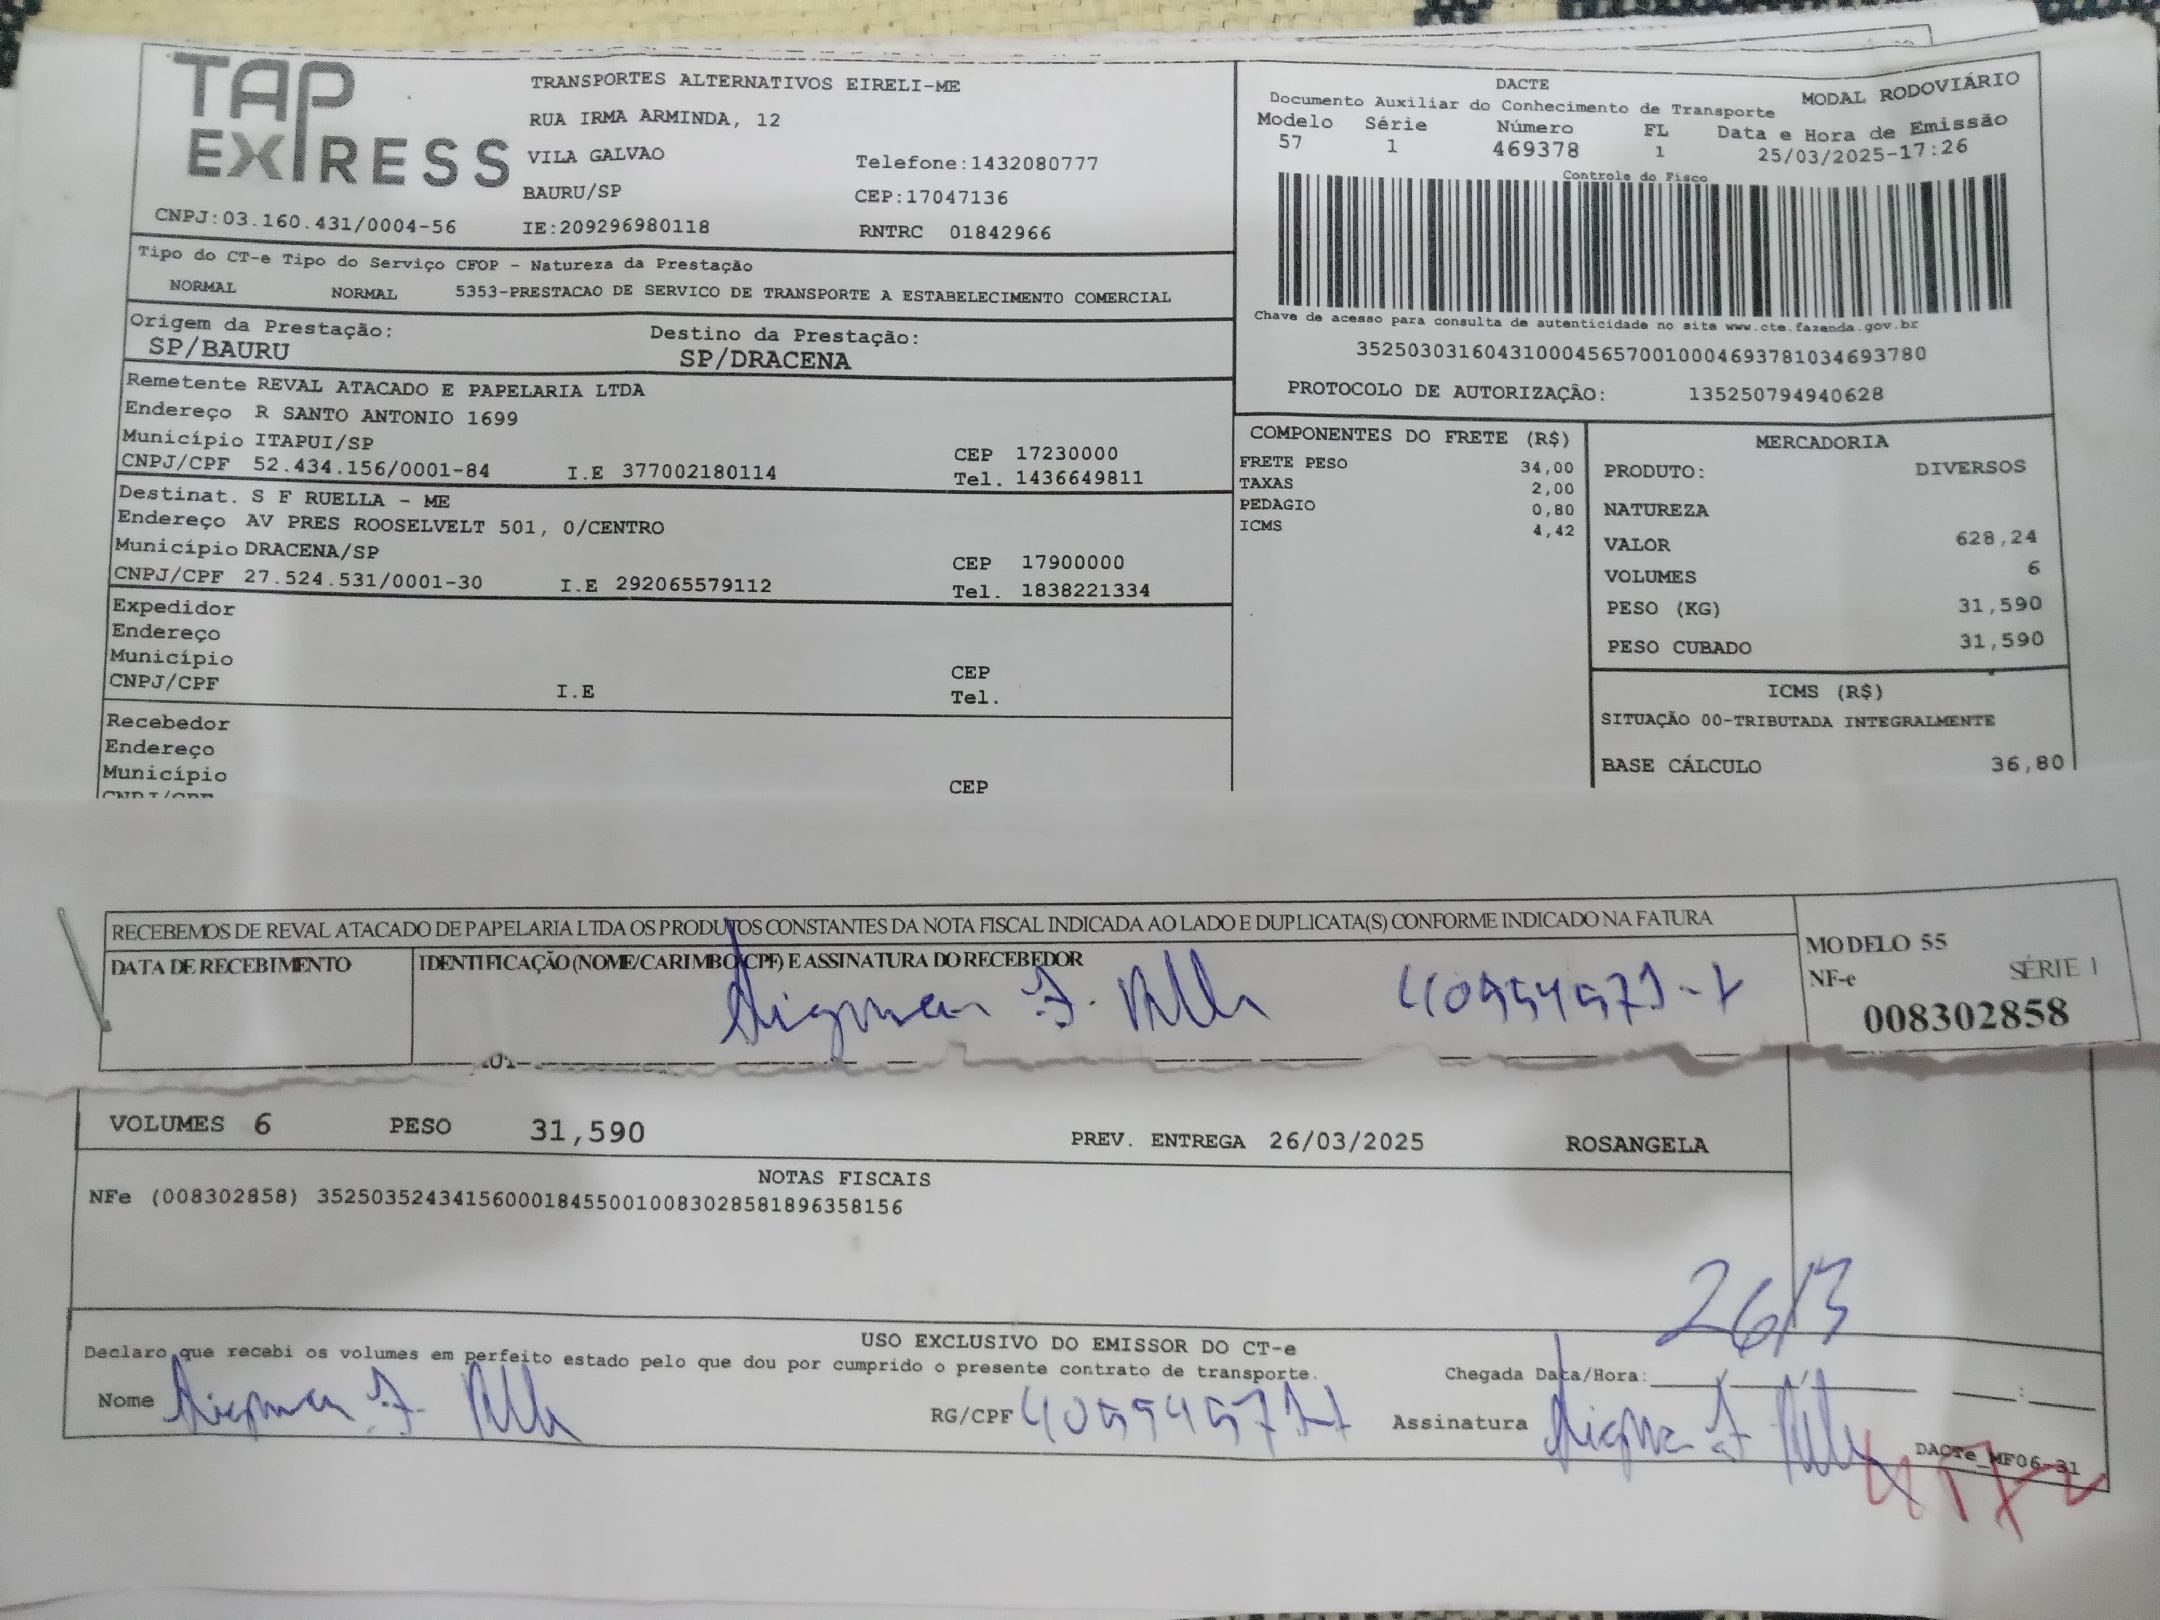 TAP EXPRESS
TRANSPORTES ALTERNATIVOS EIRELI-ME
RUA IRMA ARMINDA, 12
VILA GALVAO Telefone:1432080777
BAURU/SP CEP:17047136
CNPJ:03.160.431/0004-56 IE:209296980118 RNTRC 01842966
DACTE MODAL RODOVIÁRIO
Documento Auxiliar do Conhecimento de Transporte
Modelo Série Número FL Data e Hora de Emissão
57 1 469378 1 25/03/2025-17:26
Controle do Fisco
Chave de acesso para consulta de autenticidade no site www.cte.fazenda.gov.br
35250303160431000456570010004693781034693780
PROTOCOLO DE AUTORIZAÇÃO: 135250794940628
Tipo do CT-e Tipo do Serviço CFOP - Natureza da Prestação
NORMAL NORMAL 5353-PRESTACAO DE SERVICO DE TRANSPORTE A ESTABELECIMENTO COMERCIAL
Origem da Prestação: Destino da Prestação:
SP/BAURU SP/DRACENA
Remetente REVAL ATACADO E PAPELARIA LTDA
Endereço R SANTO ANTONIO 1699
Município ITAPUI/SP CEP 17230000
CNPJ/CPF 52.434.156/0001-84 I.E 377002180114 Tel. 1436649811
Destinat. S F RUELLA - ME
Endereço AV PRES ROOSELVELT 501, 0/CENTRO
Município DRACENA/SP CEP 17900000
CNPJ/CPF 27.524.531/0001-30 I.E 292065579112 Tel. 1838221334
Expedidor
Endereço
Município CEP
CNPJ/CPF I.E Tel.
Recebedor
Endereço
Município CEP
CNPJ/CPF
COMPONENTES DO FRETE (R$)
FRETE PESO 34,00
TAXAS 2,00
PEDAGIO 0,80
ICMS 4,42
MERCADORIA
PRODUTO: DIVERSOS
NATUREZA
VALOR 628,24
VOLUMES 6
PESO (KG) 31,590
PESO CUBADO 31,590
ICMS (R$)
SITUAÇÃO 00-TRIBUTADA INTEGRALMENTE
BASE CÁLCULO 36,80
RECEBEMOS DE REVAL ATACADO DE PAPELARIA LTDA OS PRODUTOS CONSTANTES DA NOTA FISCAL INDICADA AO LADO E DUPLICATA(S) CONFORME INDICADO NA FATURA
DATA DE RECEBIMENTO IDENTIFICAÇÃO (NOME/CARIMBO/CPF) E ASSINATURA DO RECEBEDOR
MODELO 55
NF-e SÉRIE 1
008302858
VOLUMES 6 PESO 31,590 PREV. ENTREGA 26/03/2025 ROSANGELA
NOTAS FISCAIS
NFe (008302858) 35250352434156000184550010083028581896358156
26/3
USO EXCLUSIVO DO EMISSOR DO CT-e
Declaro que recebi os volumes em perfeito estado pelo que dou por cumprido o presente contrato de transporte.
Chegada Data/Hora:
Nome RG/CPF Assinatura
DACTe_MF06-31